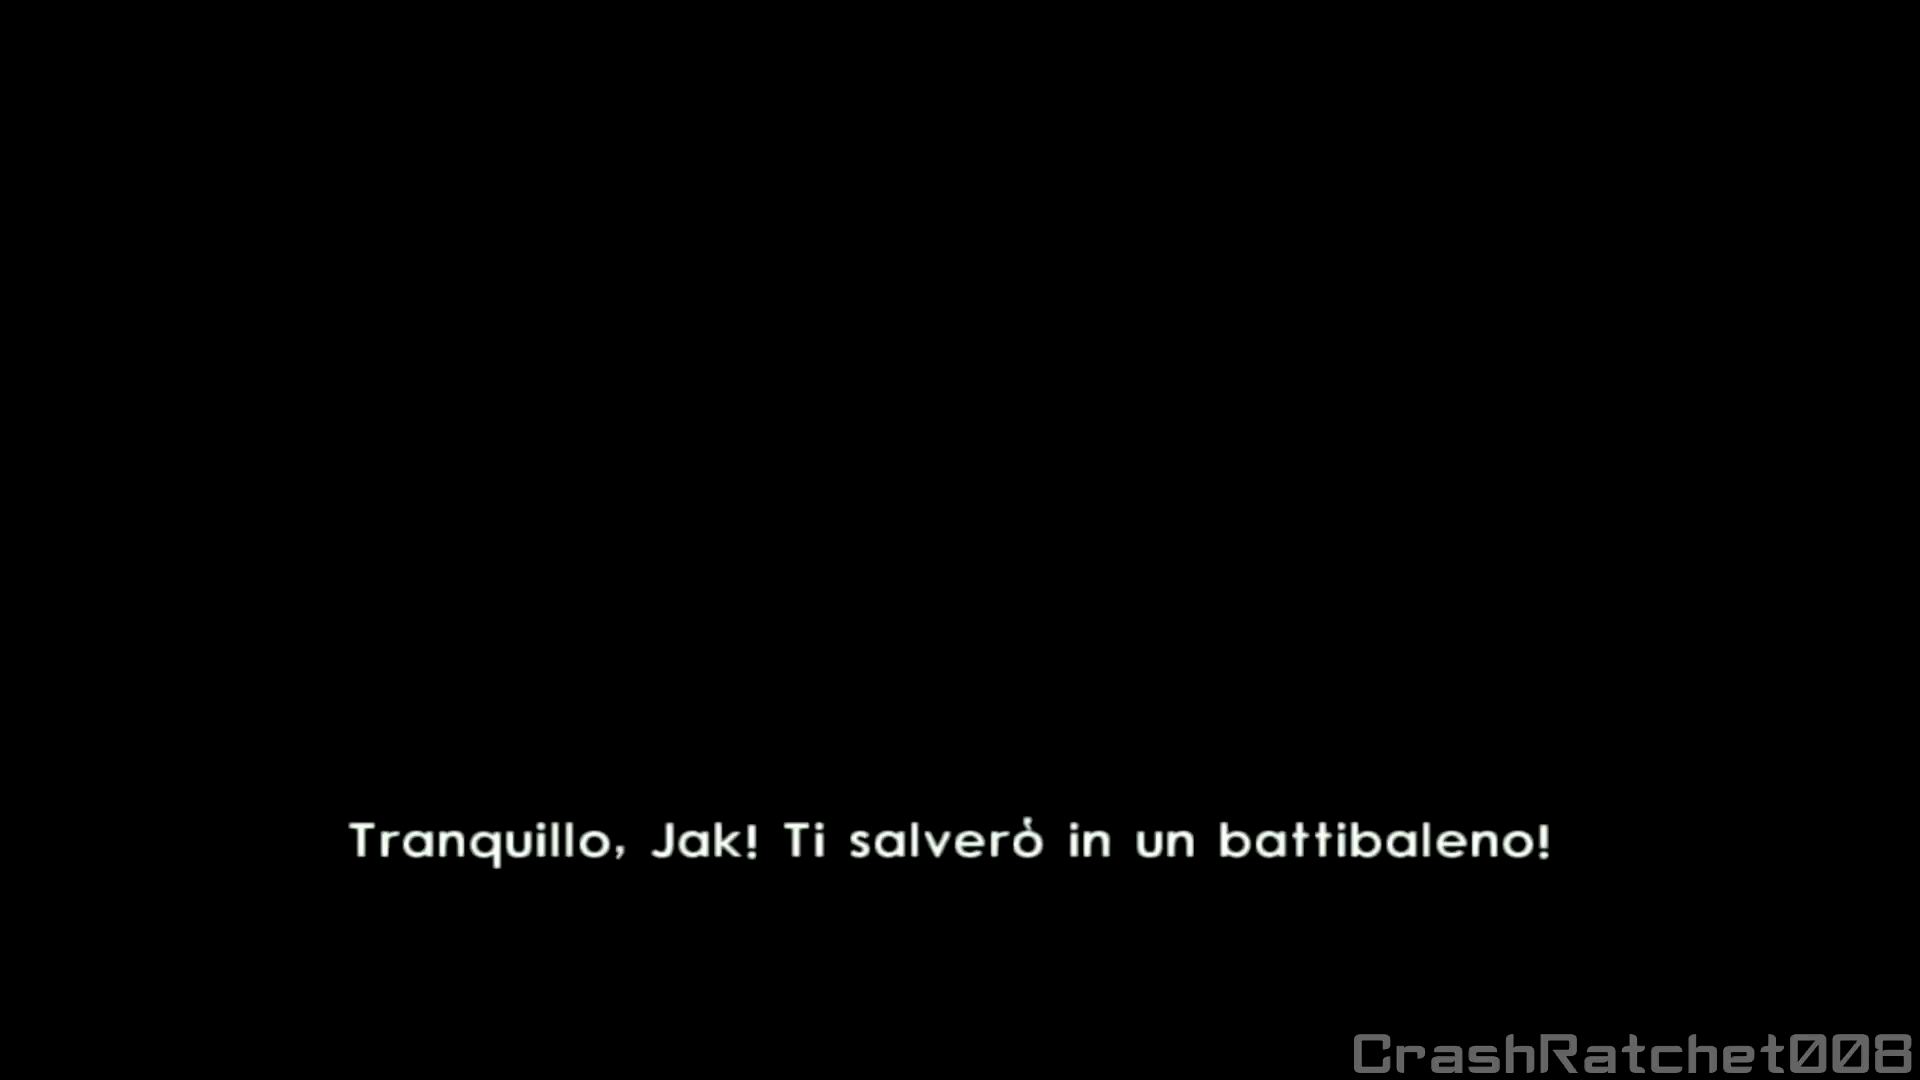 Tranquillo, Jak! Ti salverò in un battibaleno!
CrashRatchet008